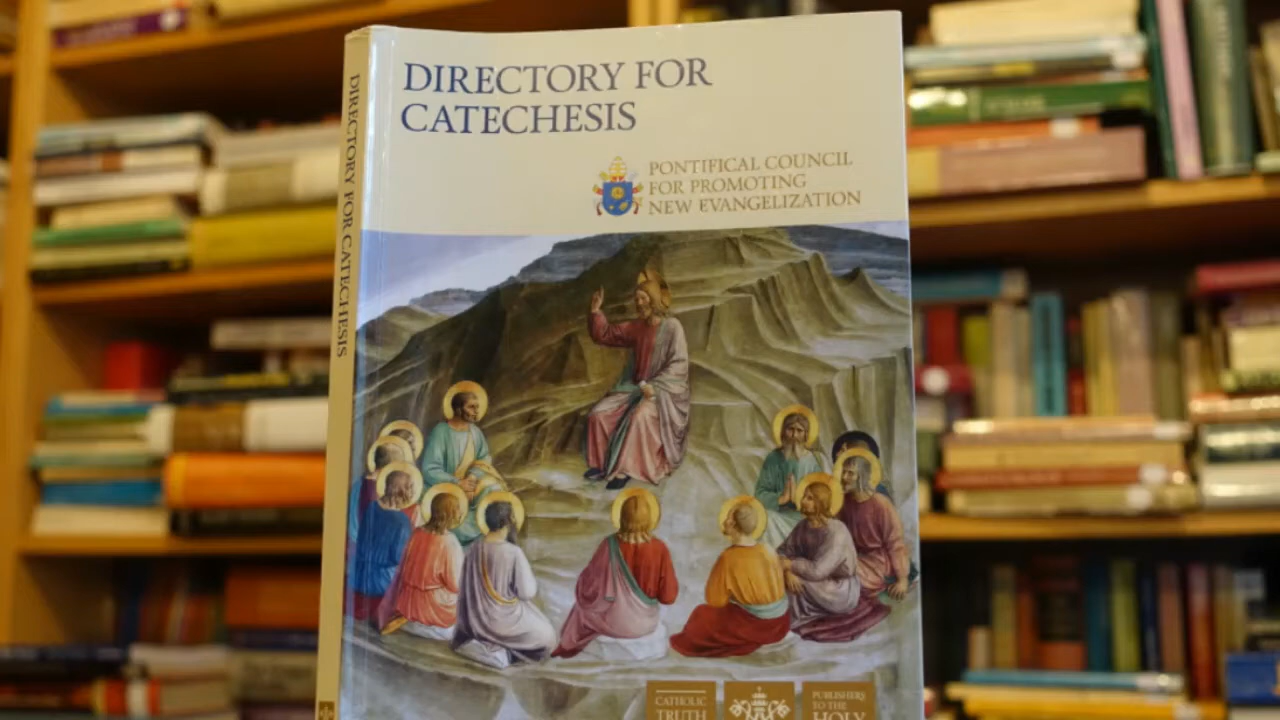 DIRECTORY FOR
CATECHESIS
PONTIFICAL COUNCIL
FOR PROMOTING
NEW EVANGELIZATION
DIRECTORY FOR CATECHESIS
CATHOLIC
TRUTH
PUBLISHERS
TO THE
HOLY